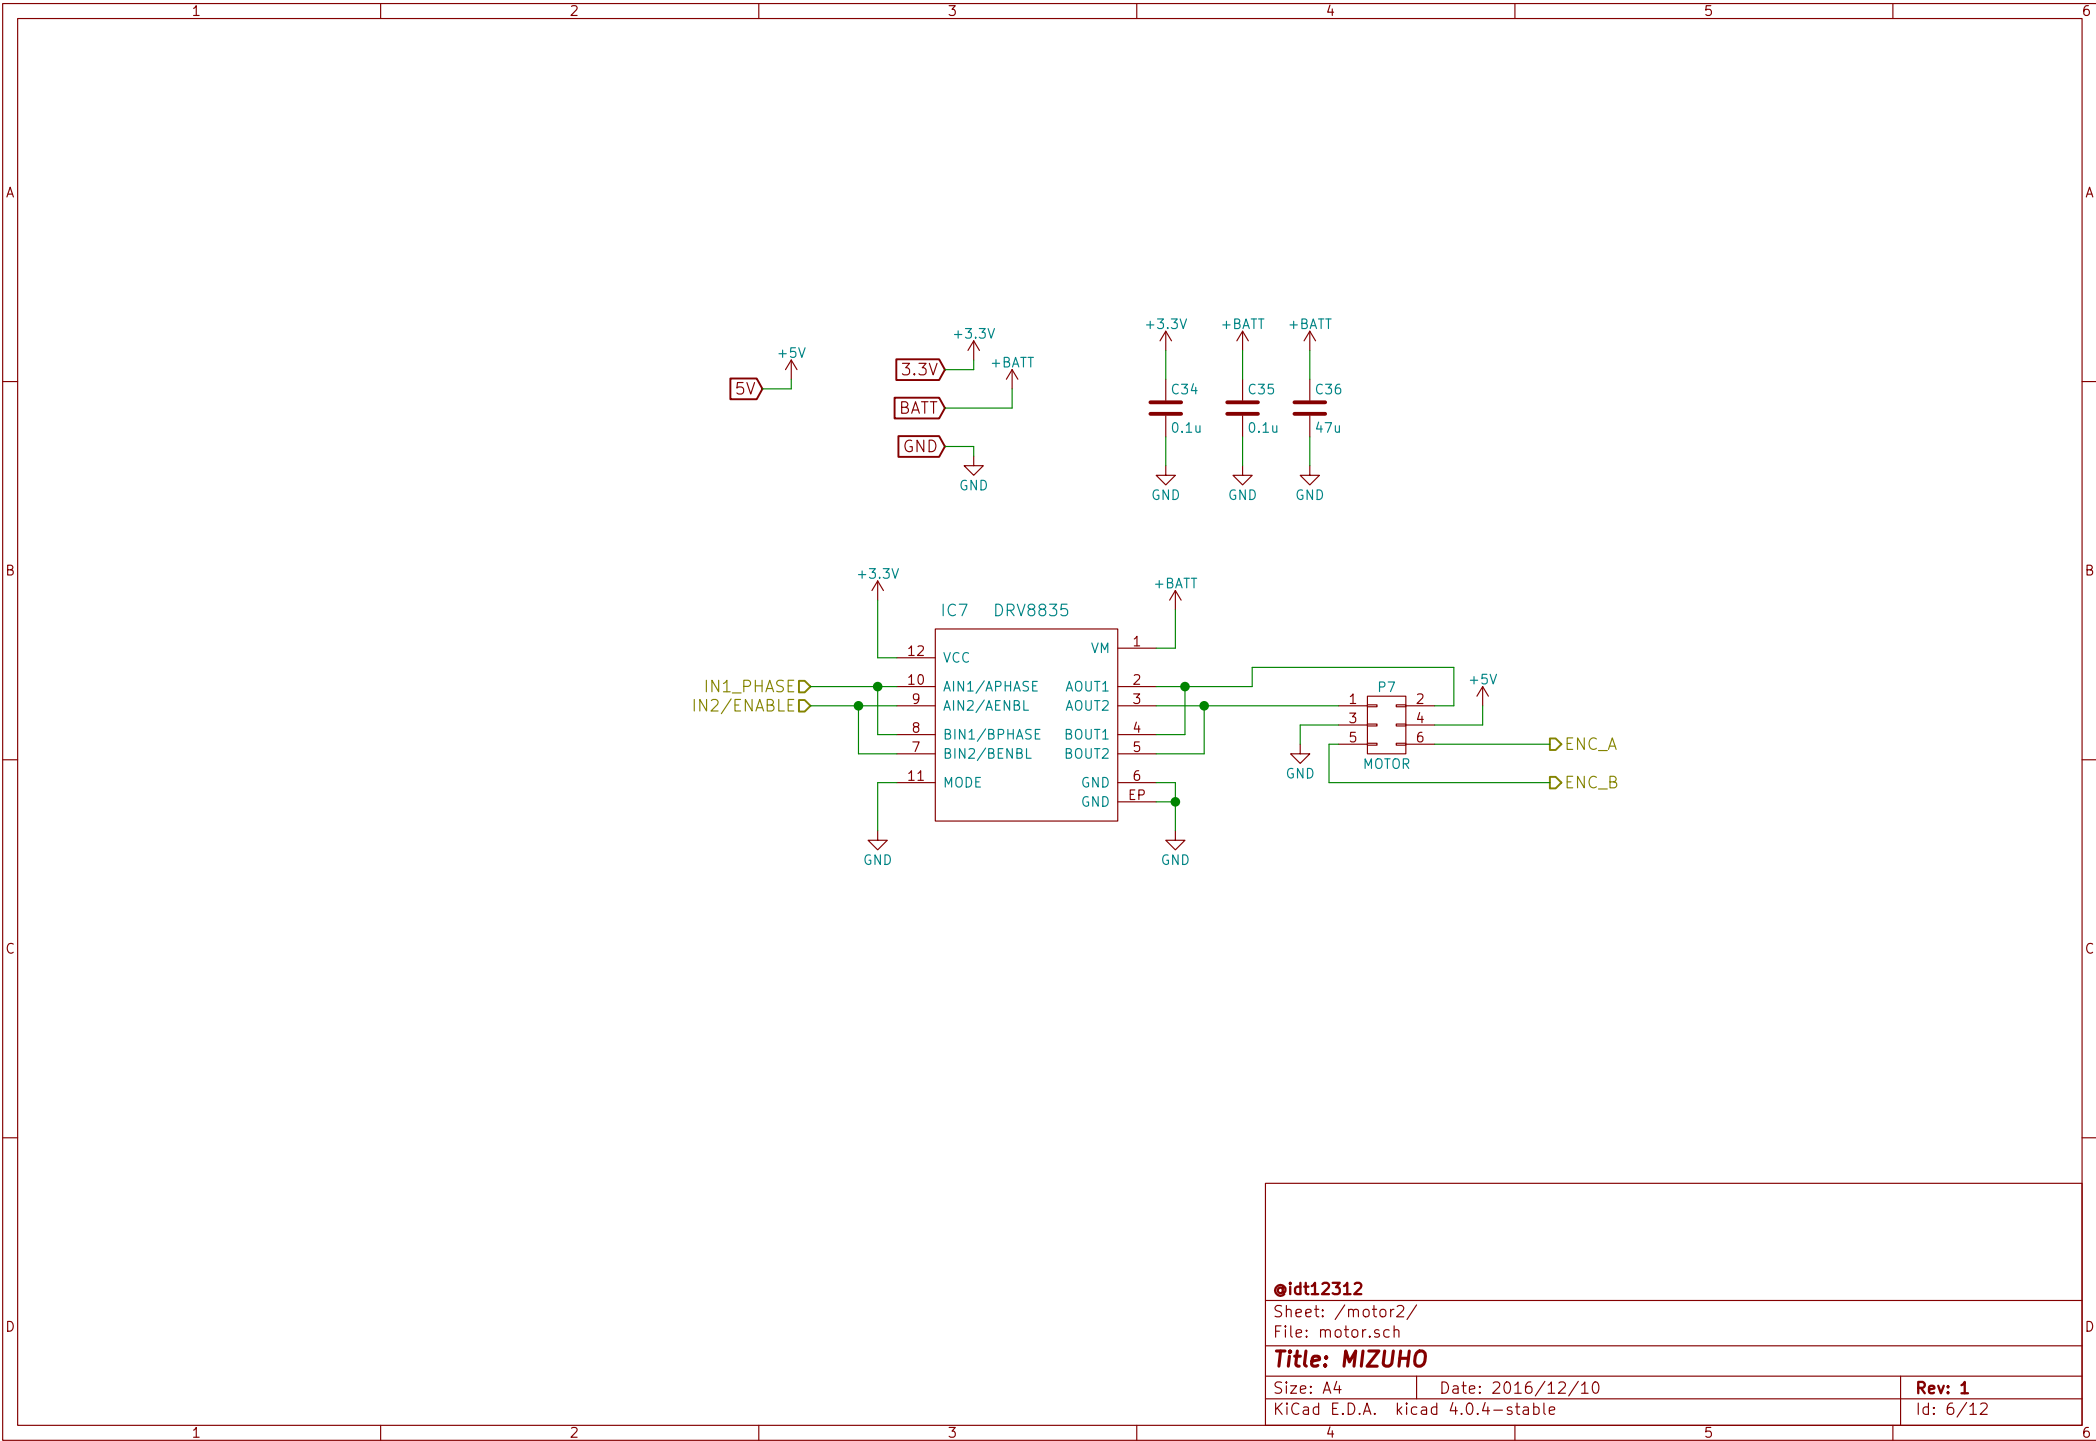 1 2 3 4 5 6
A A
+3.3V +BATT +BATT
+3.3V
+5V +BATT
3.3V
5V C34 C35 C36
BATT
0.1u 0.1u 47u
GND
GND
GND GND GND
B B
+3.3V
+BATT
IC7 DRV8835
12 VCC VM 1
IN1_PHASE 10 AIN1/APHASE AOUT1 2
IN2/ENABLE 9 AIN2/AENBL AOUT2 3
8 BIN1/BPHASE BOUT1 4
7 BIN2/BENBL BOUT2 5
11 MODE GND 6
GND EP
GND GND
P7 +5V
1 2
3 4
5 6 ENC_A
MOTOR
GND
ENC_B
C C
@idt12312
Sheet: /motor2/
File: motor.sch
D D
Title: MIZUHO
Size: A4 Date: 2016/12/10 Rev: 1
KiCad E.D.A. kicad 4.0.4-stable Id: 6/12
1 2 3 4 5 6